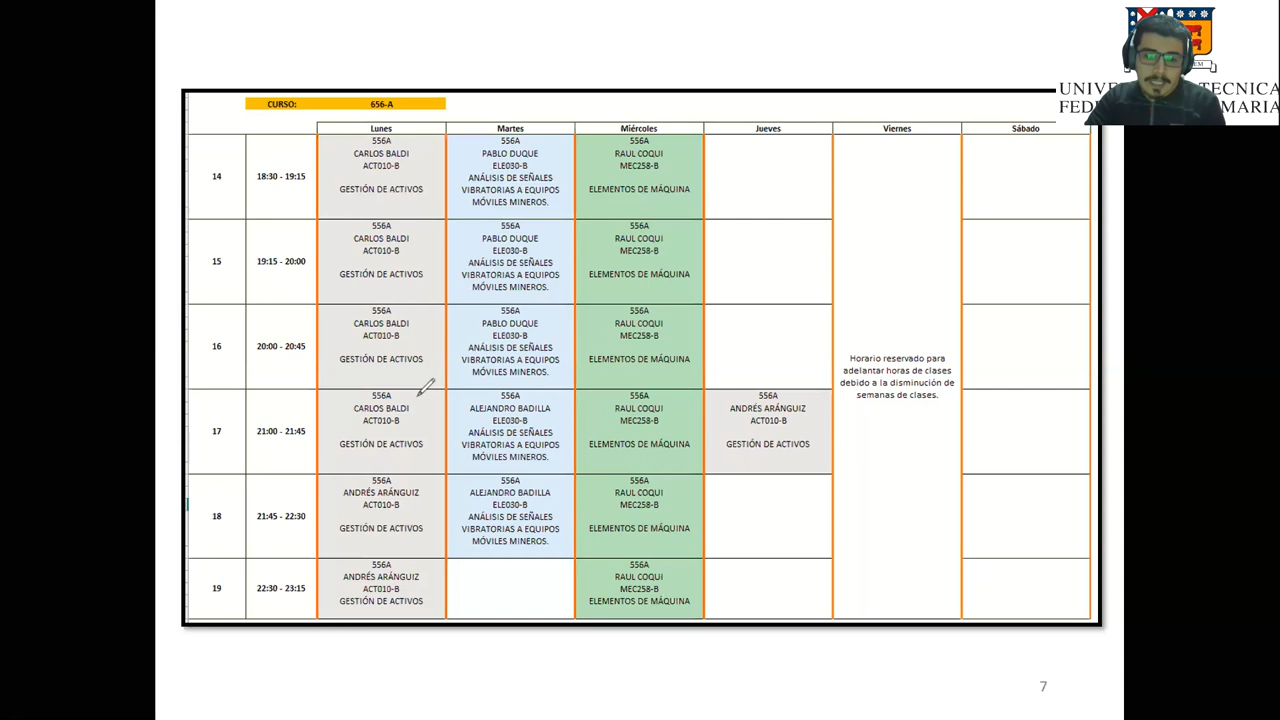 UNIVE
TECNICA
FEDE
MARIA
CURSO: 656-A
Lunes Martes Miércoles Jueves Viernes Sábado
14
18:30 - 19:15
556A
CARLOS BALDI
ACT010-B
GESTIÓN DE ACTIVOS
556A
PABLO DUQUE
ELE030-B
ANÁLISIS DE SEÑALES
VIBRATORIAS A EQUIPOS
MÓVILES MINEROS.
556A
RAUL COQUI
MEC258-B
ELEMENTOS DE MÁQUINA
15
19:15 - 20:00
556A
CARLOS BALDI
ACT010-B
GESTIÓN DE ACTIVOS
556A
PABLO DUQUE
ELE030-B
ANÁLISIS DE SEÑALES
VIBRATORIAS A EQUIPOS
MÓVILES MINEROS.
556A
RAUL COQUI
MEC258-B
ELEMENTOS DE MÁQUINA
16
20:00 - 20:45
556A
CARLOS BALDI
ACT010-B
GESTIÓN DE ACTIVOS
556A
PABLO DUQUE
ELE030-B
ANÁLISIS DE SEÑALES
VIBRATORIAS A EQUIPOS
MÓVILES MINEROS.
556A
RAUL COQUI
MEC258-B
ELEMENTOS DE MÁQUINA
Horario reservado para
adelantar horas de clases
debido a la disminución de
semanas de clases.
17
21:00 - 21:45
556A
CARLOS BALDI
ACT010-B
GESTIÓN DE ACTIVOS
556A
ALEJANDRO BADILLA
ELE030-B
ANÁLISIS DE SEÑALES
VIBRATORIAS A EQUIPOS
MÓVILES MINEROS.
556A
RAUL COQUI
MEC258-B
ELEMENTOS DE MÁQUINA
556A
ANDRÉS ARÁNGUIZ
ACT010-B
GESTIÓN DE ACTIVOS
18
21:45 - 22:30
556A
ANDRÉS ARÁNGUIZ
ACT010-B
GESTIÓN DE ACTIVOS
556A
ALEJANDRO BADILLA
ELE030-B
ANÁLISIS DE SEÑALES
VIBRATORIAS A EQUIPOS
MÓVILES MINEROS.
556A
RAUL COQUI
MEC258-B
ELEMENTOS DE MÁQUINA
19
22:30 - 23:15
556A
ANDRÉS ARÁNGUIZ
ACT010-B
GESTIÓN DE ACTIVOS
556A
RAUL COQUI
MEC258-B
ELEMENTOS DE MÁQUINA
7